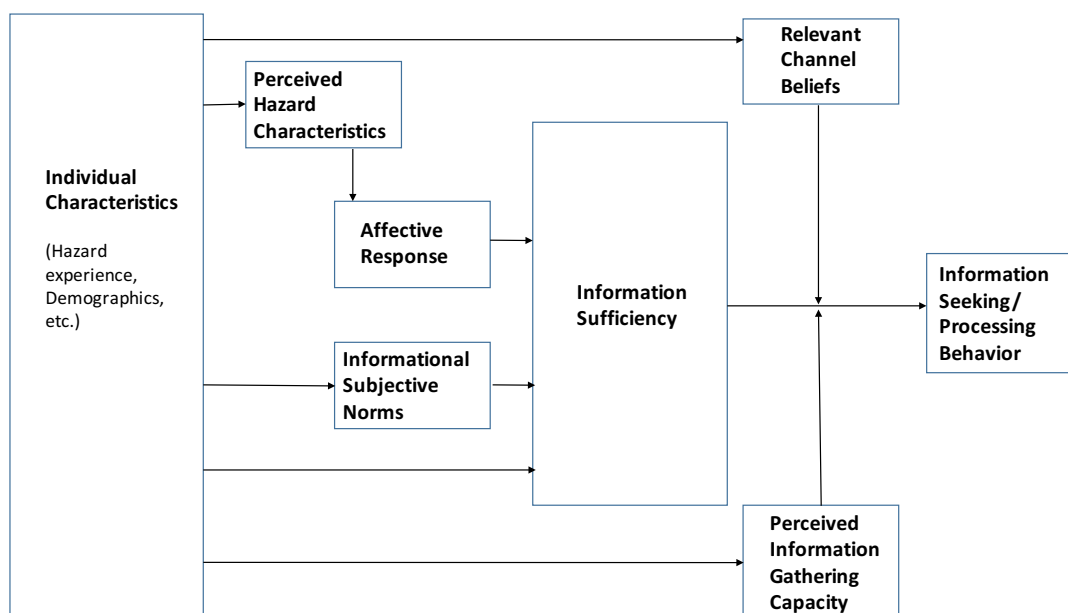 Individual
Characteristics
(Hazard
experience,
Demographics,
etc.)
Perceived
Hazard
Characteristics
Affective
Response
Informational
Subjective
Norms
Information
Sufficiency
Relevant
Channel
Beliefs
Perceived
Information
Gathering
Capacity
Information
Seeking/
Processing
Behavior